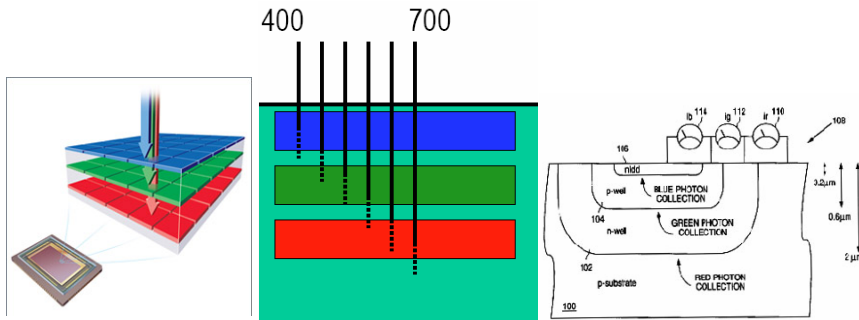 400
700
Ib 114
Ig 112
Ir 110
108
116
nldd
p-well
BLUE PHOTON
COLLECTION
0.2μm
104
GREEN PHOTON
COLLECTION
0.6μm
n-well
102
RED PHOTON
COLLECTION
2 μm
p-substrate
100